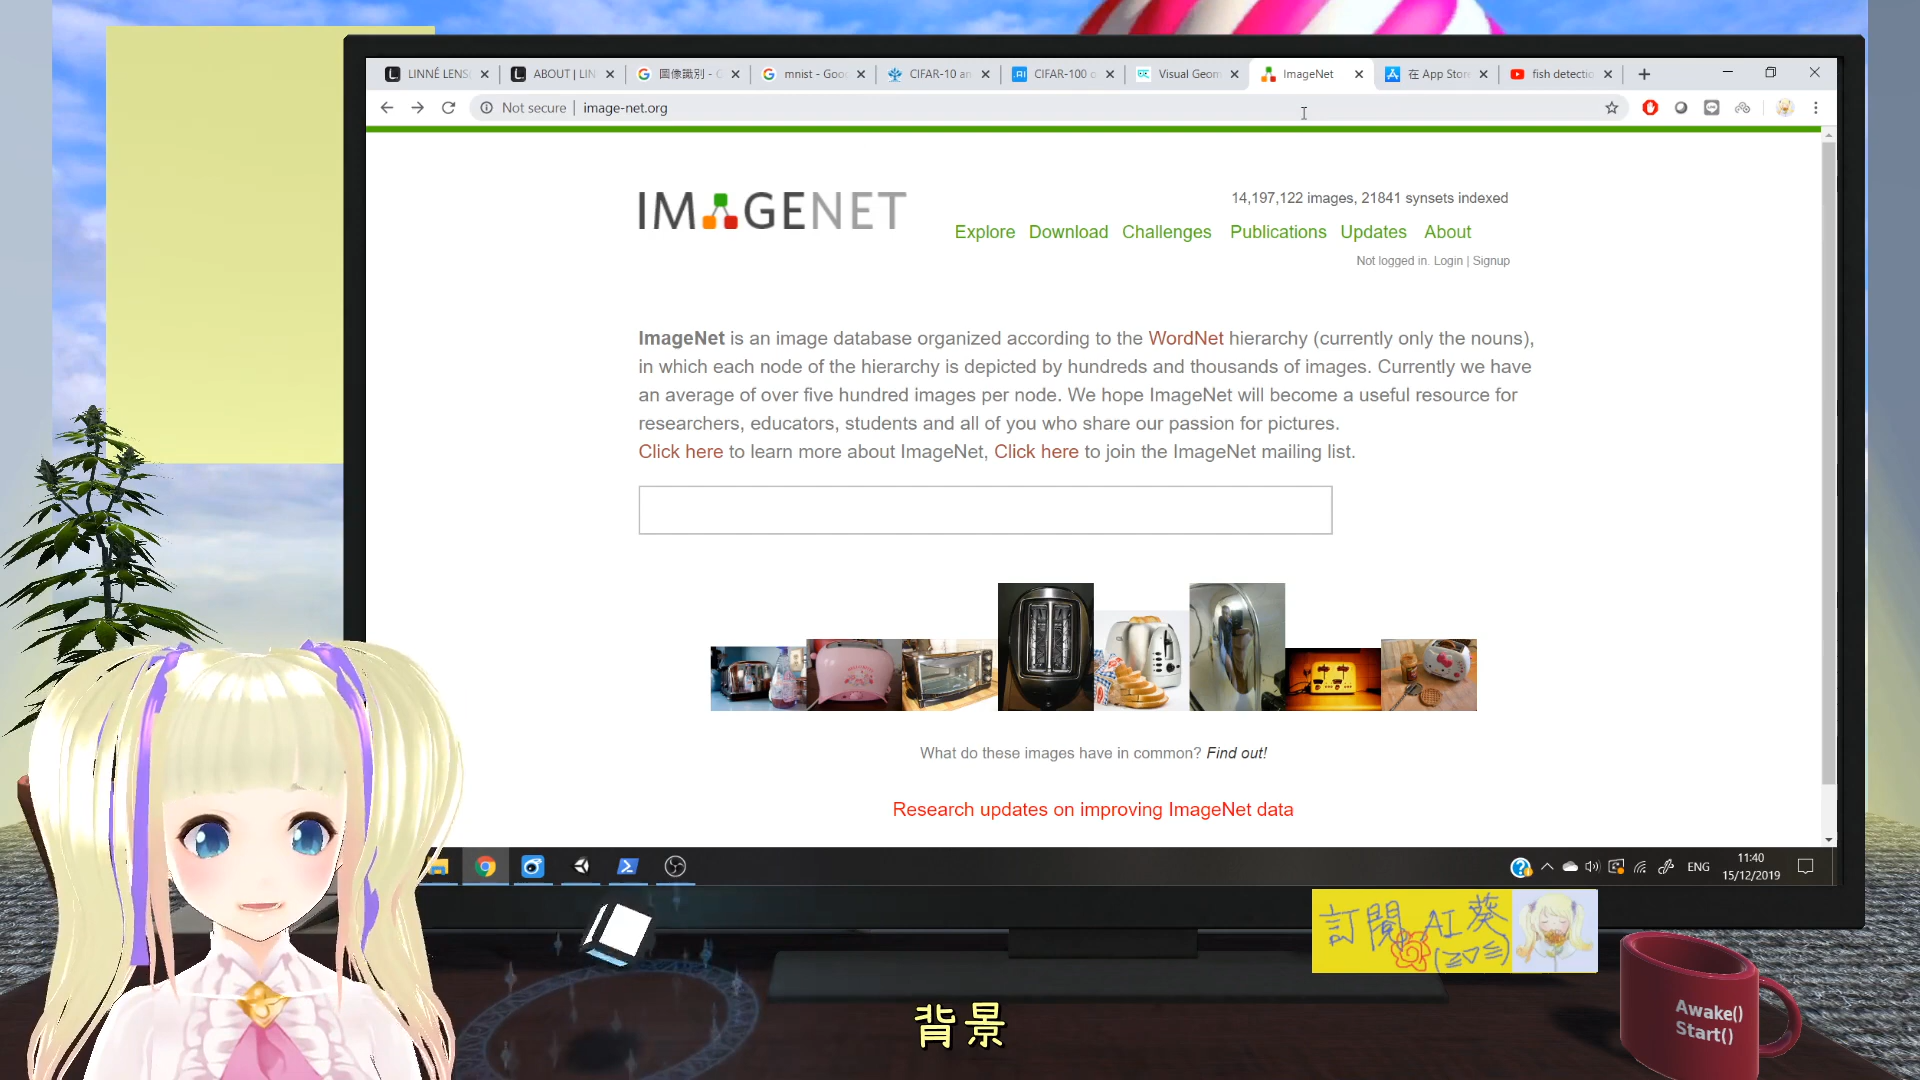 LINNÉ LENS
ABOUT | LIN
圖像識別 - G
mnist - Goo
CIFAR-10 an
CIFAR-100 o
Visual Geom
ImageNet
在 App Store
fish detectio
Not secure | image-net.org
IMAGENET
14,197,122 images, 21841 synsets indexed
Explore Download Challenges Publications Updates About
Not logged in. Login | Signup
ImageNet is an image database organized according to the WordNet hierarchy (currently only the nouns),
in which each node of the hierarchy is depicted by hundreds and thousands of images. Currently we have
an average of over five hundred images per node. We hope ImageNet will become a useful resource for
researchers, educators, students and all of you who share our passion for pictures.
Click here to learn more about ImageNet, Click here to join the ImageNet mailing list.
What do these images have in common? Find out!
Research updates on improving ImageNet data
ENG
11:40
15/12/2019
訂閱 AI 葵
Awake()
Start()
背景